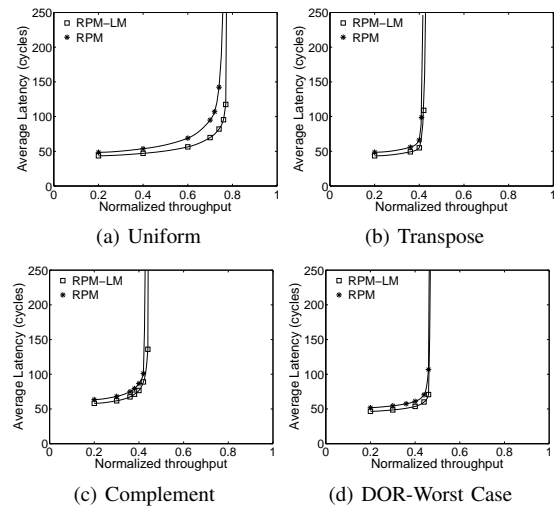 250
200
150
100
50
0
Average Latency (cycles)
RPM−LM
RPM
0 0.2 0.4 0.6 0.8 1
Normalized throughput
(a) Uniform
250
200
150
100
50
0
Average Latency (cycles)
RPM−LM
RPM
0 0.2 0.4 0.6 0.8 1
Normalized throughput
(b) Transpose
250
200
150
100
50
0
Average Latency (cycles)
RPM−LM
RPM
0 0.2 0.4 0.6 0.8 1
Normalized throughput
(c) Complement
250
200
150
100
50
0
Average Latency (cycles)
RPM−LM
RPM
0 0.2 0.4 0.6 0.8 1
Normalized throughput
(d) DOR-Worst Case